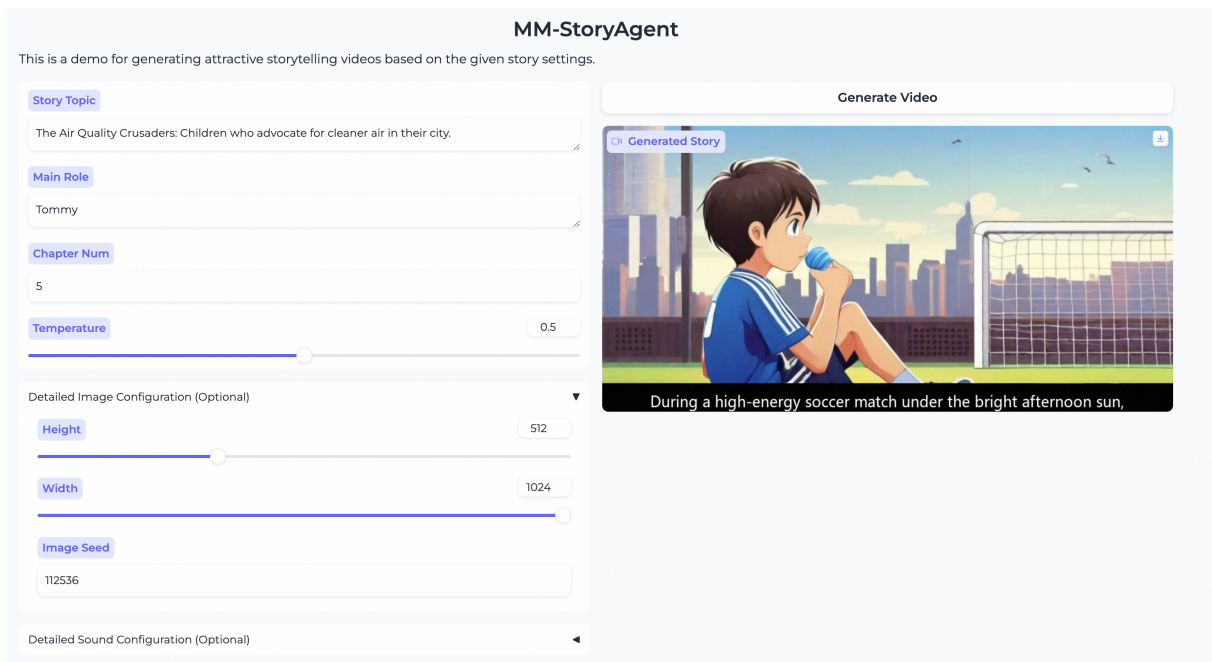 MM-StoryAgent
This is a demo for generating attractive storytelling videos based on the given story settings.
Story Topic
The Air Quality Crusaders: Children who advocate for cleaner air in their city.
Main Role
Tommy
Chapter Num
5
Temperature
0.5
Detailed Image Configuration (Optional)
Height
512
Width
1024
Image Seed
112536
Detailed Sound Configuration (Optional)
Generate Video
Generated Story
During a high-energy soccer match under the bright afternoon sun,